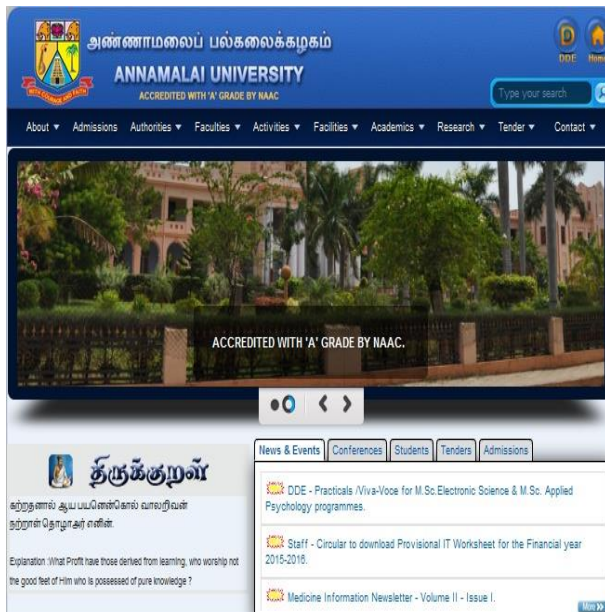 அண்ணாமலைப் பல்கலைக்கழகம்
ANNAMALAI UNIVERSITY
ACCREDITED WITH 'A' GRADE BY NAAC
WITH COURAGE AND FAITH
D
DDE
Home
Type your search
About Admissions Authorities Faculties Activities Facilities Academics Research Tender Contact
ACCREDITED WITH 'A' GRADE BY NAAC.
திருக்குறள்
கற்றதனால் ஆய பயனென்கொல் வாலறிவன்
நற்றாள் தொழாஅர் எனின்.
Explanation :What Profit have those derived from learning, who worship not
the good feet of Him who is possessed of pure knowledge ?
News & Events Conferences Students Tenders Admissions
DDE - Practicals /Viva-Voce for M.Sc.Electronic Science & M.Sc. Applied
Psychology programmes.
Staff - Circular to download Provisional IT Worksheet for the Financial year
2015-2016.
Medicine Information Newsletter - Volume II - Issue I.
More